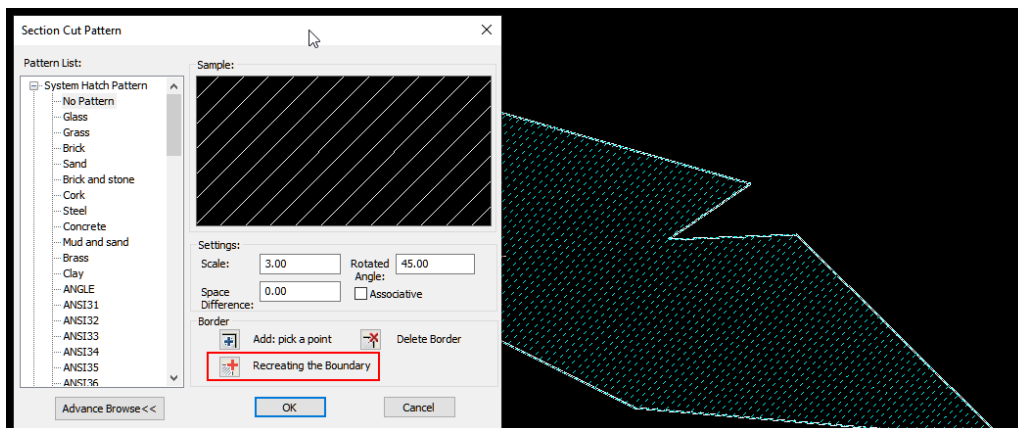 Section Cut Pattern
Pattern List:
System Hatch Pattern
No Pattern
Glass
Grass
Brick
Sand
Brick and stone
Cork
Steel
Concrete
Mud and sand
Brass
Clay
ANGLE
ANSI31
ANSI32
ANSI33
ANSI34
ANSI35
ANSI36
Advance Browse<<
Sample:
Settings:
Scale: 3.00 Rotated Angle: 45.00
Space Difference: 0.00 Associative
Border
Add: pick a point Delete Border
Recreating the Boundary
OK Cancel